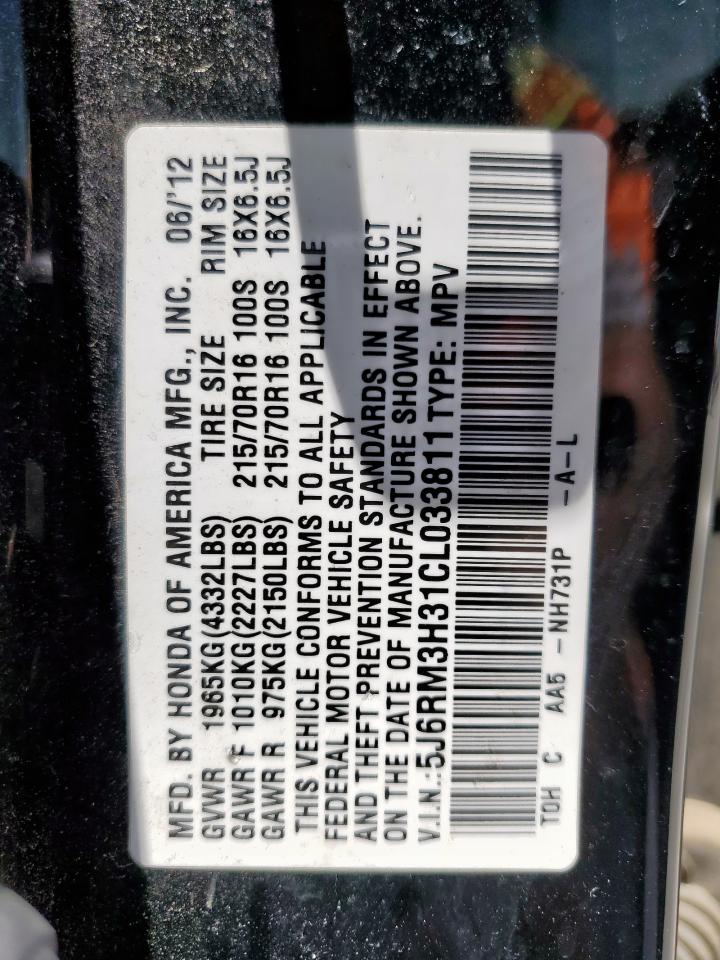 MFD. BY HONDA OF AMERICA MFG., INC. 06/'12
GVWR 1965KG(4332LBS) TIRE SIZE RIM SIZE
GAWR F 1010KG(2227LBS) 215/70R16 100S 16X6.5J
GAWR R 975KG(2150LBS) 215/70R16 100S 16X6.5J
THIS VEHICLE CONFORMS TO ALL APPLICABLE
FEDERAL MOTOR VEHICLE SAFETY
AND THEFT PREVENTION STANDARDS IN EFFECT
ON THE DATE OF MANUFACTURE SHOWN ABOVE.
V.I.N.:5J6RM3H31CL033811 TYPE: MPV
TOH C AA5 -NH731P -A-L